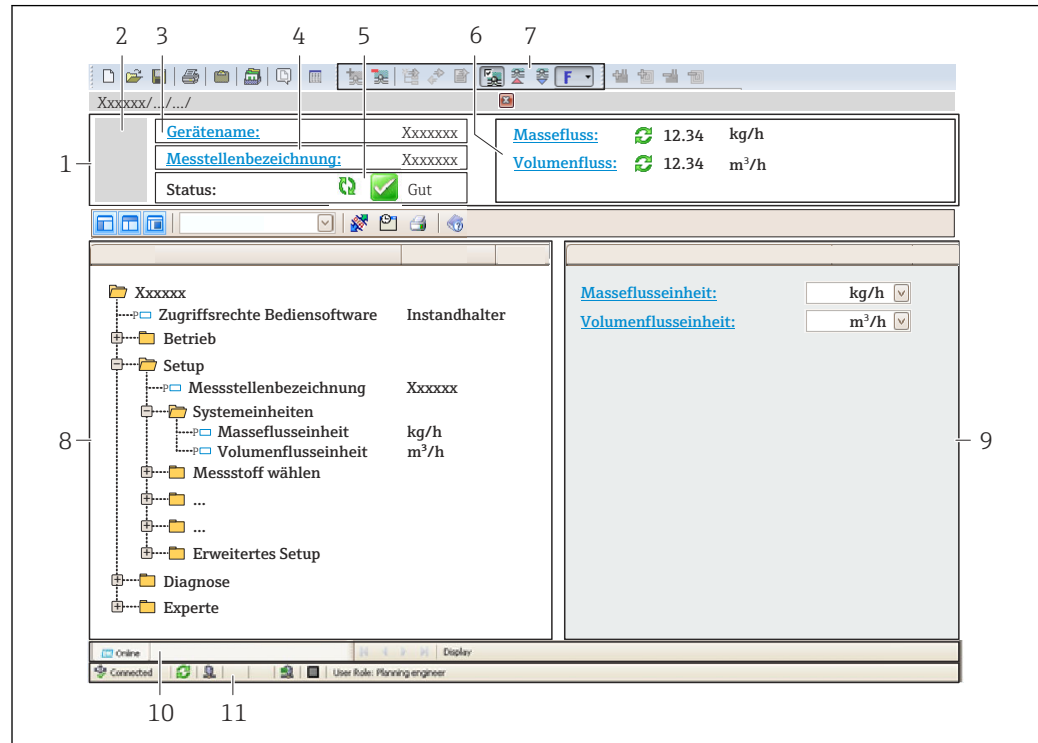 2 3 4 5 6 7
F
Xxxxxx/.../.../
1
Gerätename: Xxxxxxx
Messtellenbezeichnung: Xxxxxxx
Status: Gut
Massefluss: 12.34 kg/h
Volumenfluss: 12.34 m³/h
Xxxxxx
P Zugriffsrechte Bediensoftware Instandhalter
Betrieb
Setup
P Messstellenbezeichnung Xxxxxx
Systemeinheiten
P Masseflusseinheit kg/h
P Volumenflusseinheit m³/h
Messstoff wählen
...
...
Erweitertes Setup
Diagnose
Experte
8
Masseflusseinheit: kg/h
Volumenflusseinheit: m³/h
9
Online Display
Connected User Role: Planning engineer
10 11